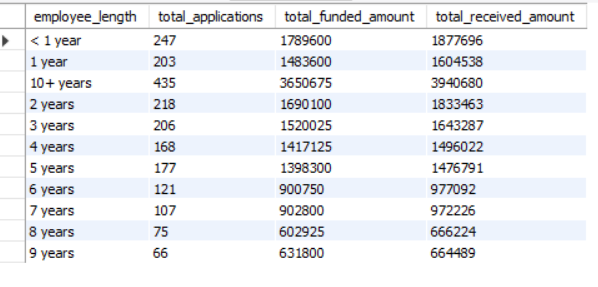 employee_length total_applications total_funded_amount total_received_amount
< 1 year 247 1789600 1877696
1 year 203 1483600 1604538
10+ years 435 3650675 3940680
2 years 218 1690100 1833463
3 years 206 1520025 1643287
4 years 168 1417125 1496022
5 years 177 1398300 1476791
6 years 121 900750 977092
7 years 107 902800 972226
8 years 75 602925 666224
9 years 66 631800 664489